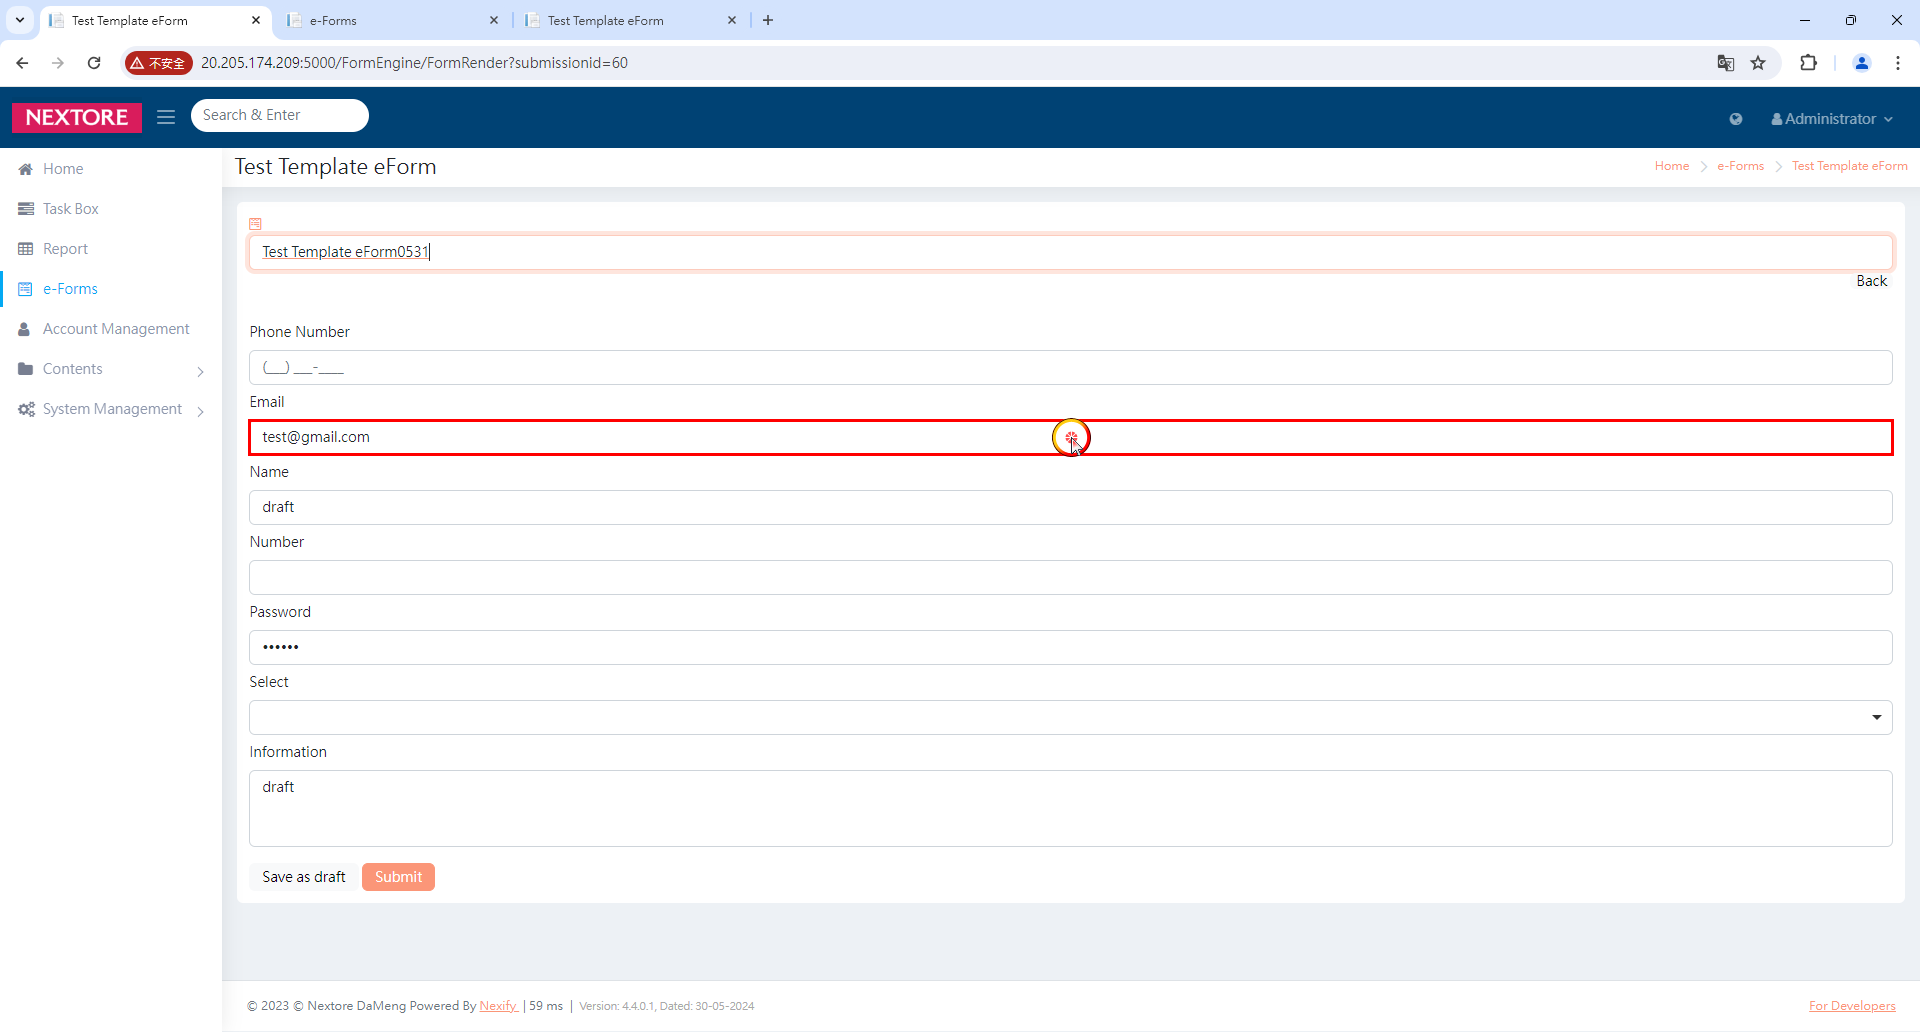 Test Template eForm
e-Forms
Test Template eForm
不安全
20.205.174.209:5000/FormEngine/FormRender?submissionid=60
NEXTORE
Search & Enter
Administrator
Home
Task Box
Report
e-Forms
Account Management
Contents
System Management
Test Template eForm
Home
e-Forms
Test Template eForm
Test Template eForm0531
Back
Phone Number
(___) ___-____
Email
test@gmail.com
Name
draft
Number
Password
••••••
Select
Information
draft
Save as draft
Submit
© 2023 © Nextore DaMeng Powered By Nexify | 59 ms | Version: 4.4.0.1, Dated: 30-05-2024
For Developers